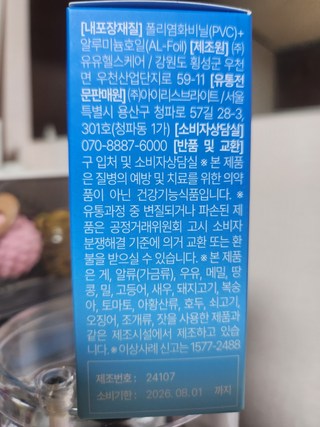 [내포장재질] 폴리염화비닐(PVC)+
알루미늄호일(AL-Foil) [제조원] ㈜
유유헬스케어 / 강원도 횡성군 우천
면 우천산업단지로 59-11 [유통전
문판매원] ㈜아이리스브라이트 / 서울
특별시 용산구 청파로 57길 28-3,
301호(청파동 1가) [소비자상담실]
070-8887-6000 [반품 및 교환]
구입처 및 소비자상담실 ※ 본 제품
은 질병의 예방 및 치료를 위한 의약
품이 아닌 건강기능식품입니다. ※
유통과정 중 변질되거나 파손된 제
품은 공정거래위원회 고시 소비자
분쟁해결 기준에 의거 교환 또는 환
불을 받으실 수 있습니다. ※ 본 제품
은 게, 알류(가금류), 우유, 메밀, 땅
콩, 밀, 고등어, 새우, 돼지고기, 복숭
아, 토마토, 아황산류, 호두, 쇠고기,
오징어, 조개류, 잣을 사용한 제품과
같은 제조시설에서 제조하고 있습
니다. ※ 이상사례 신고는 1577-2488
제조번호 : 24107
소비기한 : 2026.08.01 까지